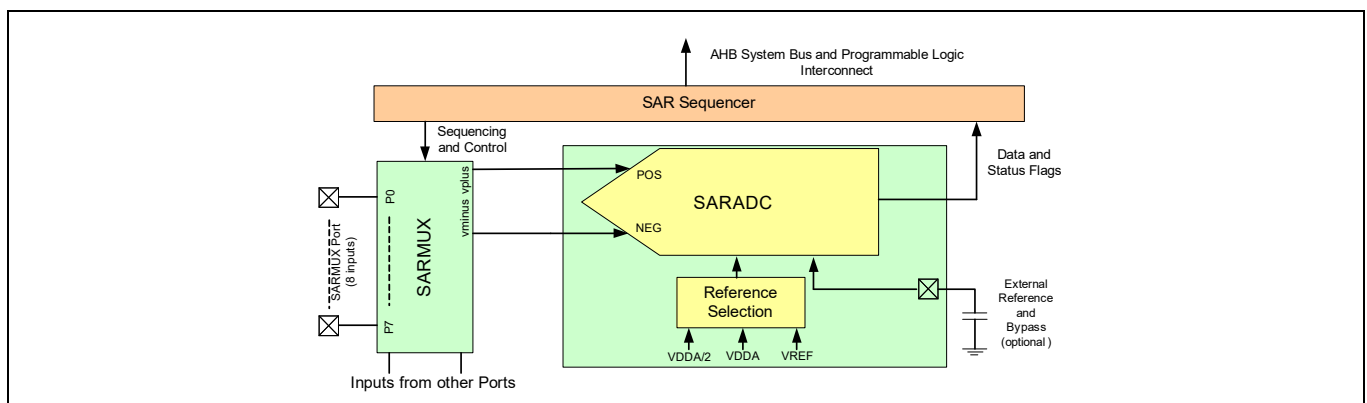 AHB System Bus and Programmable Logic
Interconnect
SAR Sequencer
Sequencing
and Control
Data and
Status Flags
vminus vplus
POS
SARADC
NEG
P0
SARMUX Port
(8 inputs)
SARMUX
P7
Reference
Selection
External
Reference
and
Bypass
(optional)
VDDA/2
VDDA
VREF
Inputs from other Ports